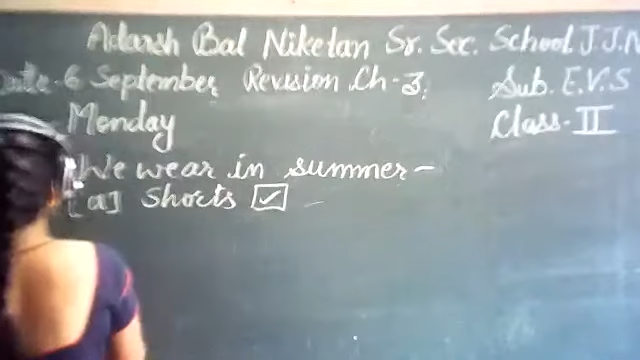 Adarsh Bal Niketan Sr. Sec. School J.J.N
Date- 6 September Revision Ch-3. Sub. E.V.S
Monday Class-II
We wear in summer-
[a] Shorts ✓ -